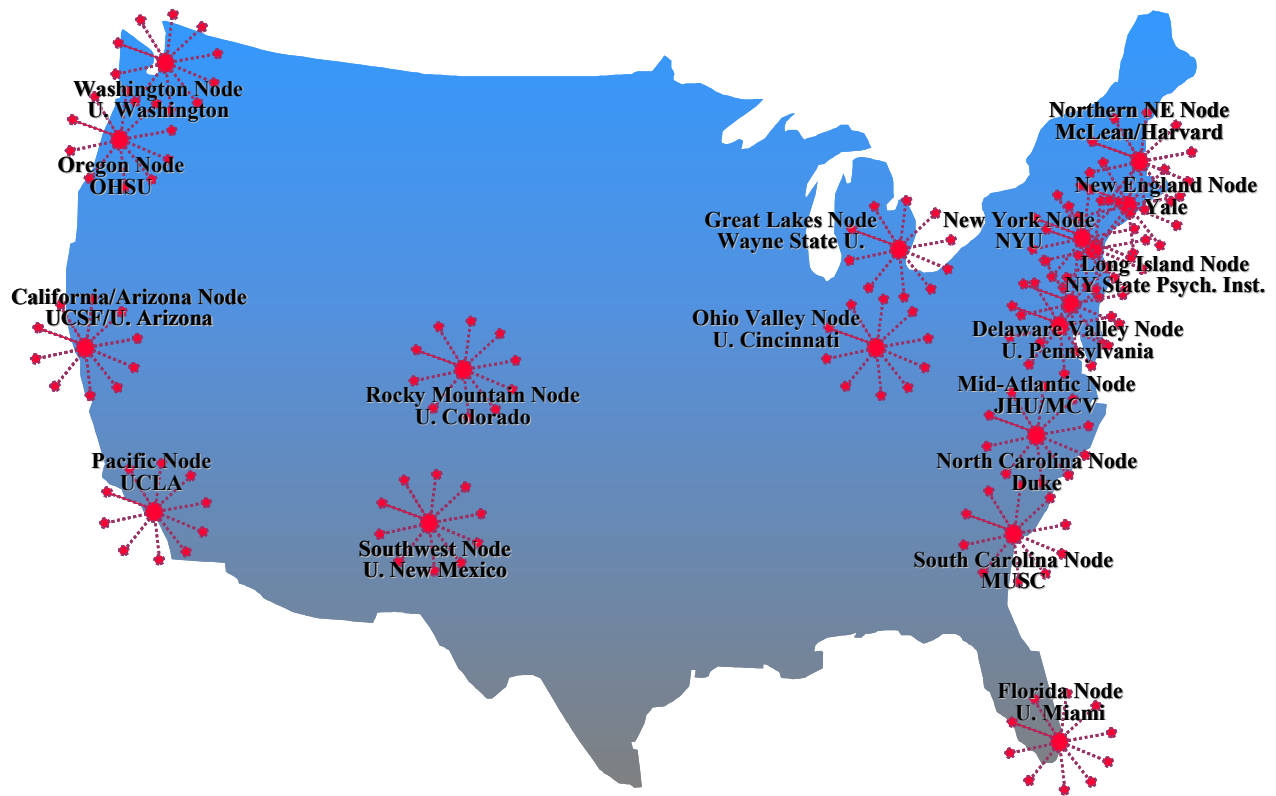 Washington Node
U. Washington
Oregon Node
OHSU
California/Arizona Node
UCSF/U. Arizona
Pacific Node
UCLA
Rocky Mountain Node
U. Colorado
Southwest Node
U. New Mexico
Great Lakes Node
Wayne State U.
Ohio Valley Node
U. Cincinnati
Northern NE Node
McLean/Harvard
New England Node
Yale
New York Node
NYU
Long Island Node
NY State Psych. Inst.
Delaware Valley Node
U. Pennsylvania
Mid-Atlantic Node
JHU/MCV
North Carolina Node
Duke
South Carolina Node
MUSC
Florida Node
U. Miami